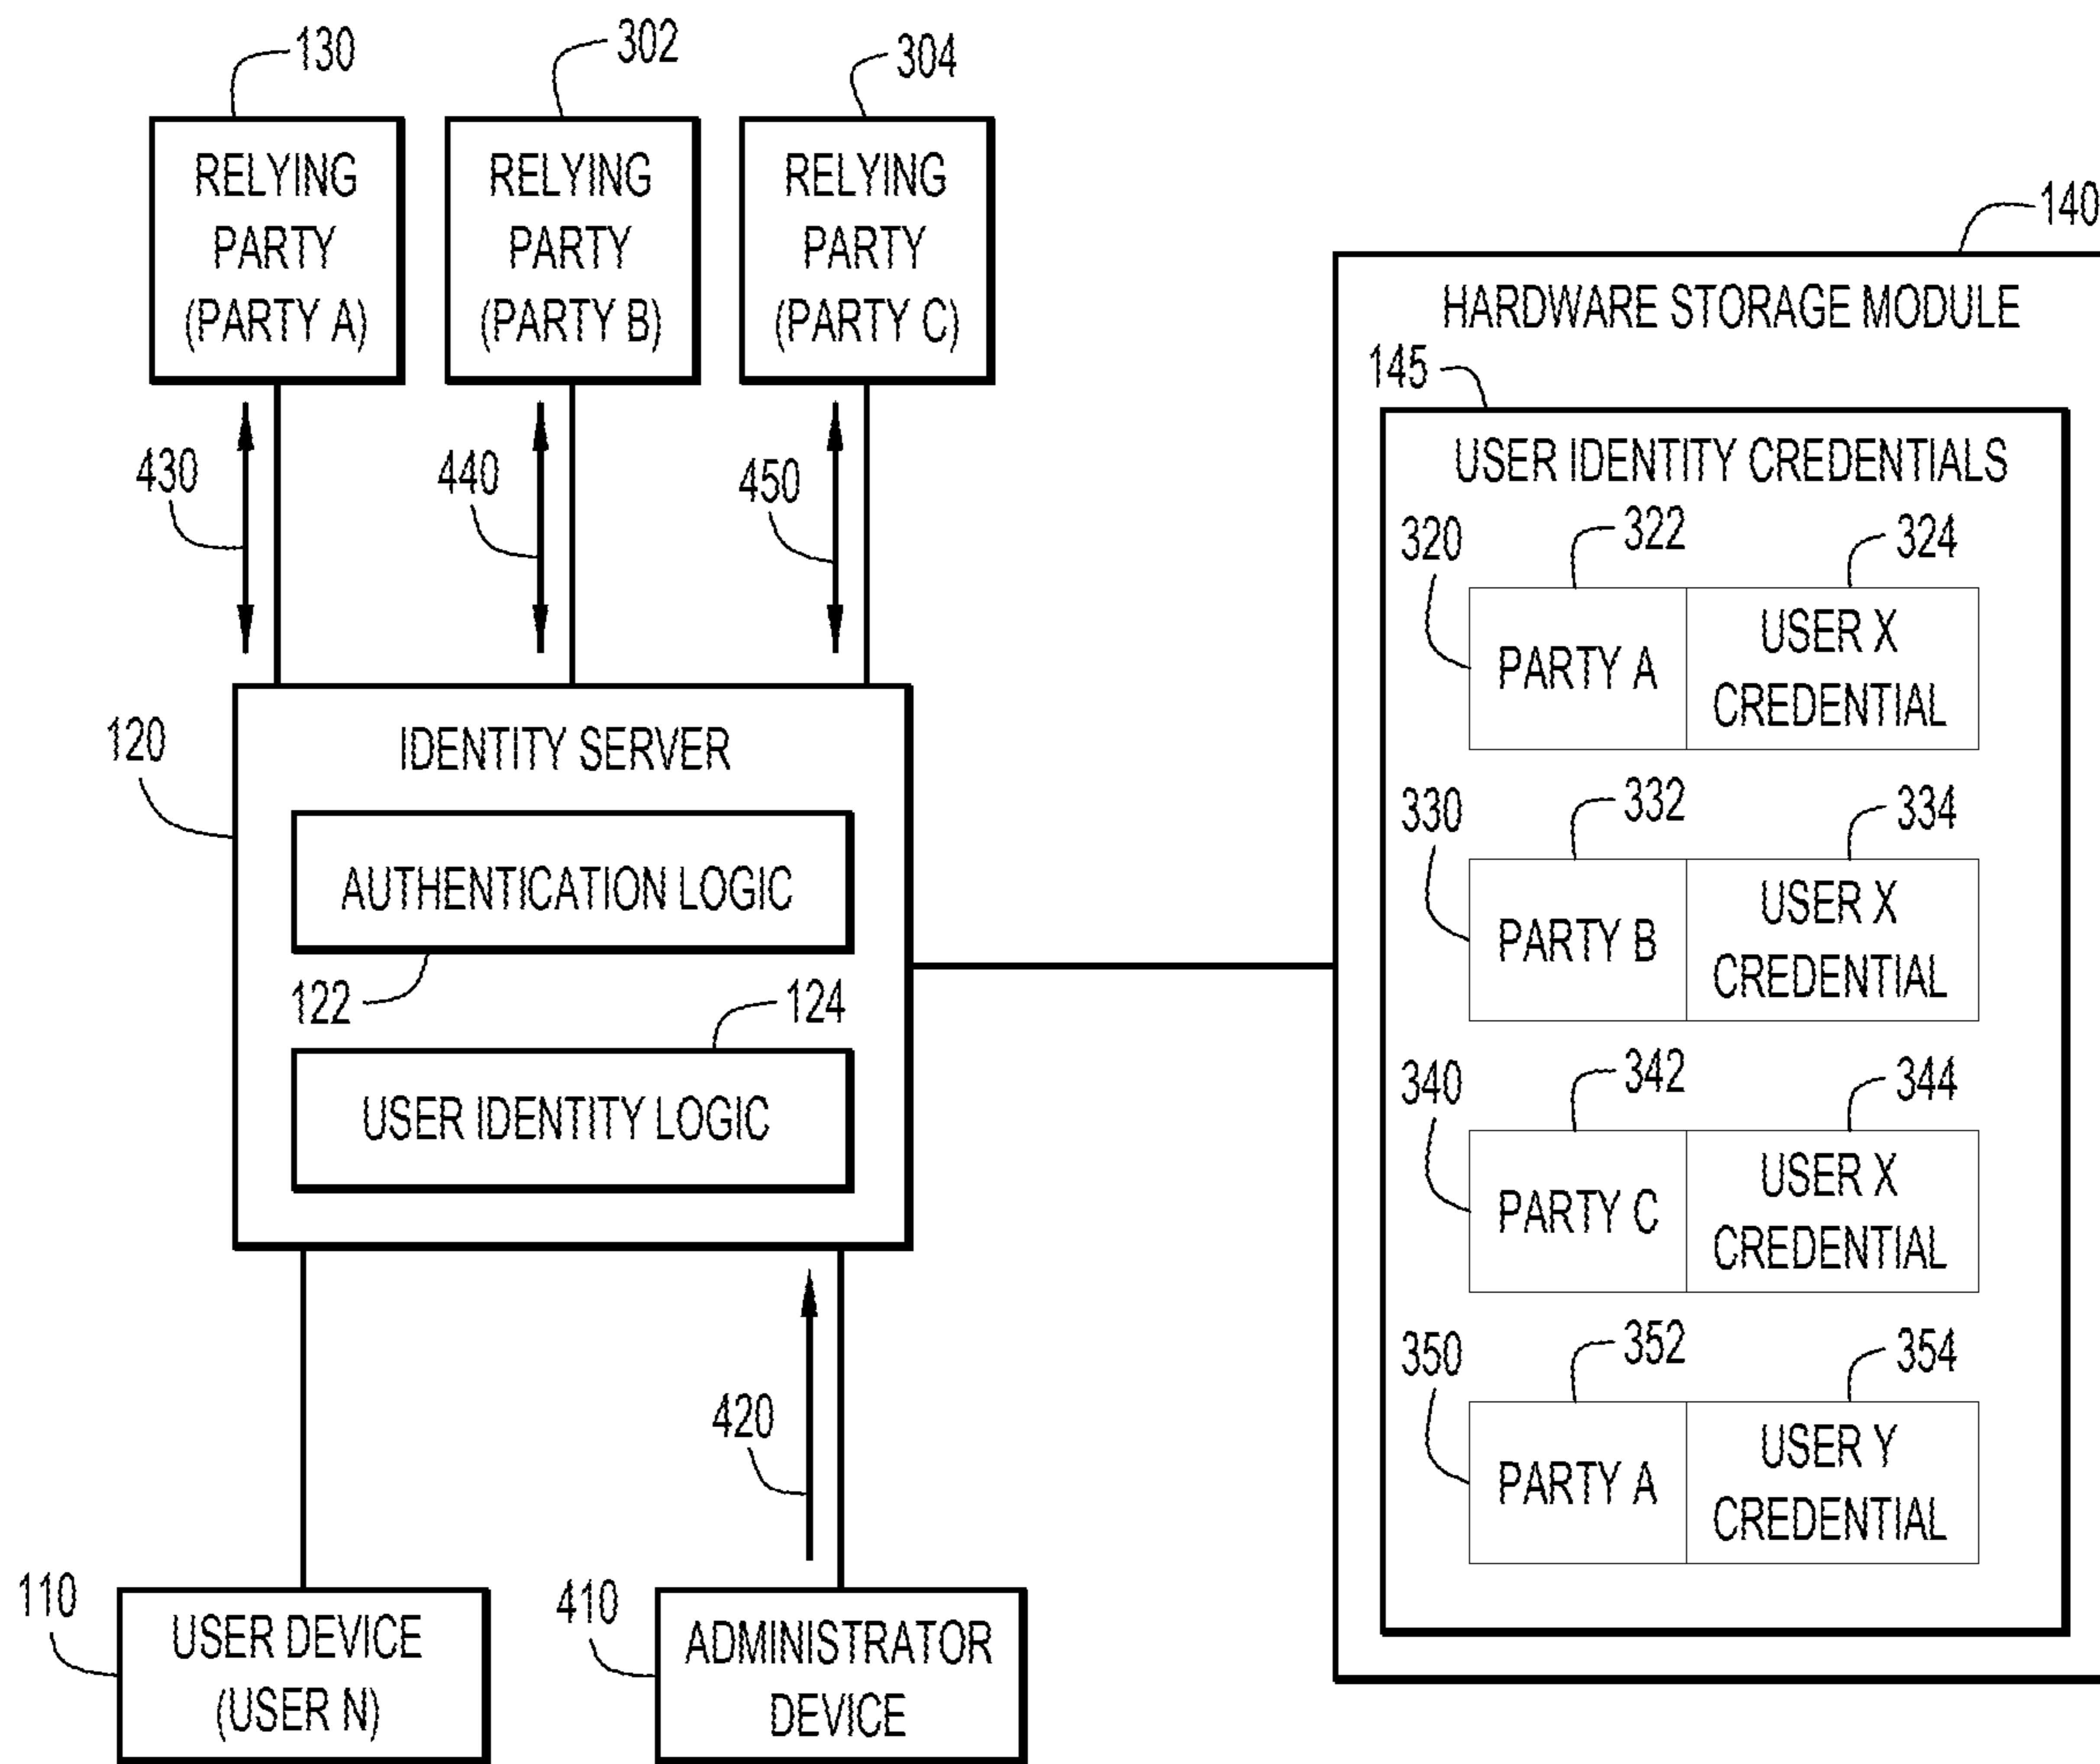 130
302
304
RELYING
PARTY
(PARTY A)
RELYING
PARTY
(PARTY B)
RELYING
PARTY
(PARTY C)
430
440
450
120
IDENTITY SERVER
AUTHENTICATION LOGIC
122
124
USER IDENTITY LOGIC
420
110
USER DEVICE
(USER N)
410
ADMINISTRATOR
DEVICE
140
HARDWARE STORAGE MODULE
145
USER IDENTITY CREDENTIALS
320
322
324
PARTY A
USER X
CREDENTIAL
330
332
334
PARTY B
USER X
CREDENTIAL
340
342
344
PARTY C
USER X
CREDENTIAL
350
352
354
PARTY A
USER Y
CREDENTIAL